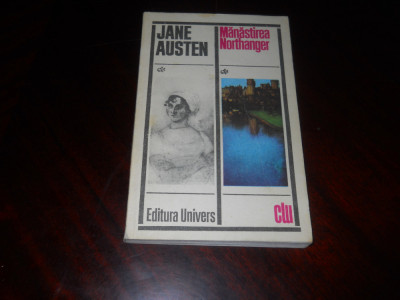 JANE
AUSTEN
Mănăstirea
Northanger
Editura Univers
clu